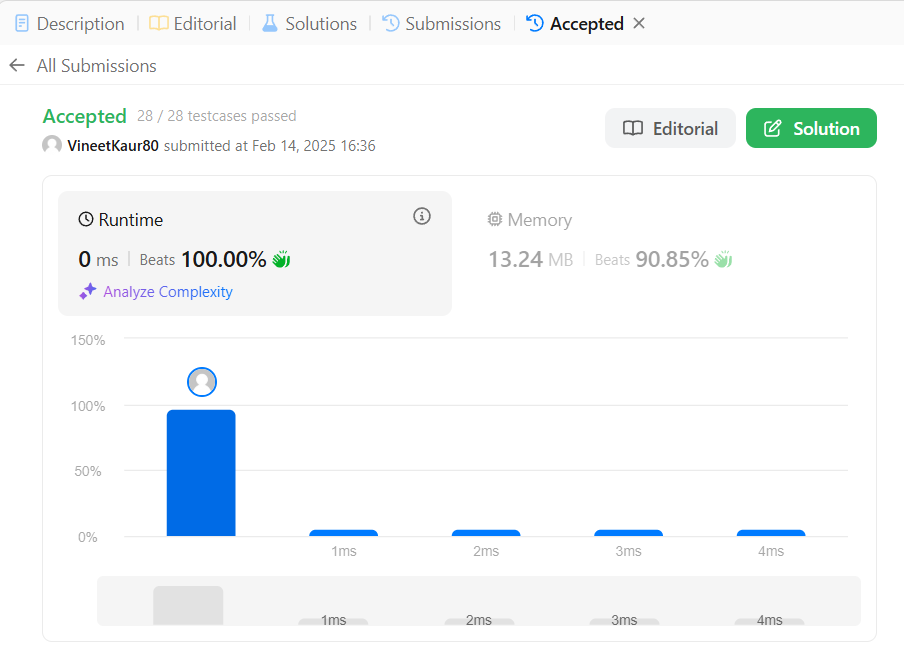 Description Editorial Solutions Submissions Accepted
All Submissions
Accepted 28 / 28 testcases passed
VineetKaur80 submitted at Feb 14, 2025 16:36
Editorial
Solution
Runtime
0 ms Beats 100.00%
Analyze Complexity
Memory
13.24 MB Beats 90.85%
150%
100%
50%
0%
1ms 2ms 3ms 4ms
1ms 2ms 3ms 4ms